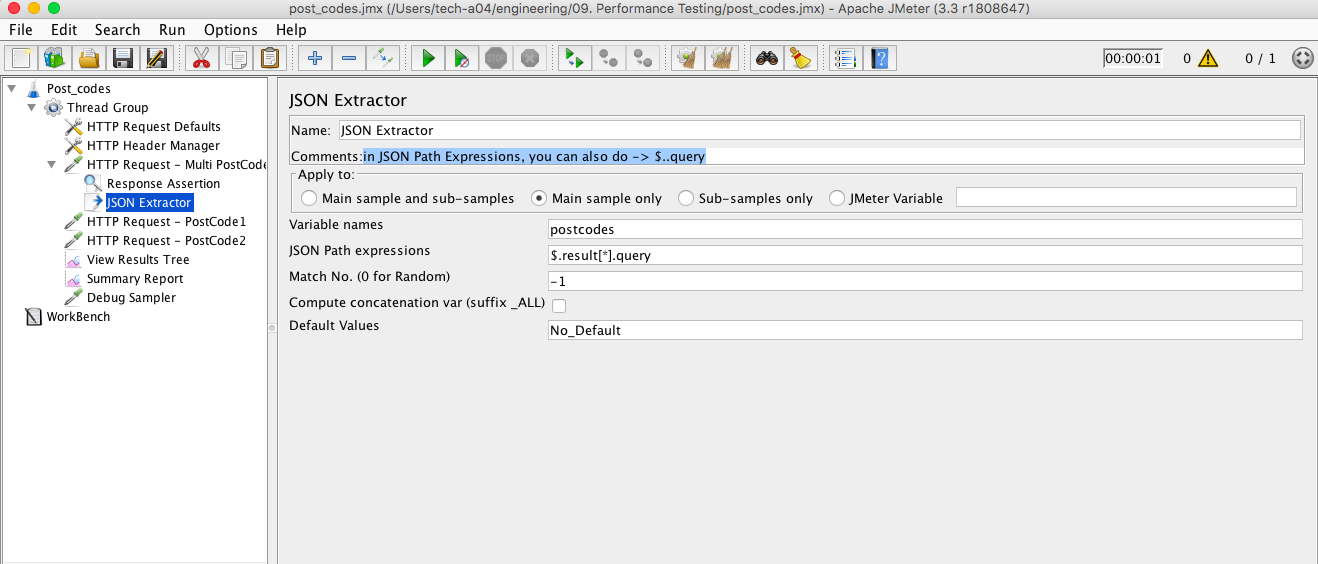 post_codes.jmx (/Users/tech-a04/engineering/09. Performance Testing/post_codes.jmx) - Apache JMeter (3.3 r1808647)
File Edit Search Run Options Help
00:00:01 0 0 / 1
Post_codes
Thread Group
HTTP Request Defaults
HTTP Header Manager
HTTP Request - Multi PostCode
Response Assertion
JSON Extractor
HTTP Request - PostCode1
HTTP Request - PostCode2
View Results Tree
Summary Report
Debug Sampler
WorkBench
JSON Extractor
Name: JSON Extractor
Comments: in JSON Path Expressions, you can also do -> $..query
Apply to:
Main sample and sub-samples Main sample only Sub-samples only JMeter Variable
Variable names postcodes
JSON Path expressions $.result[*].query
Match No. (0 for Random) -1
Compute concatenation var (suffix _ALL)
Default Values No_Default